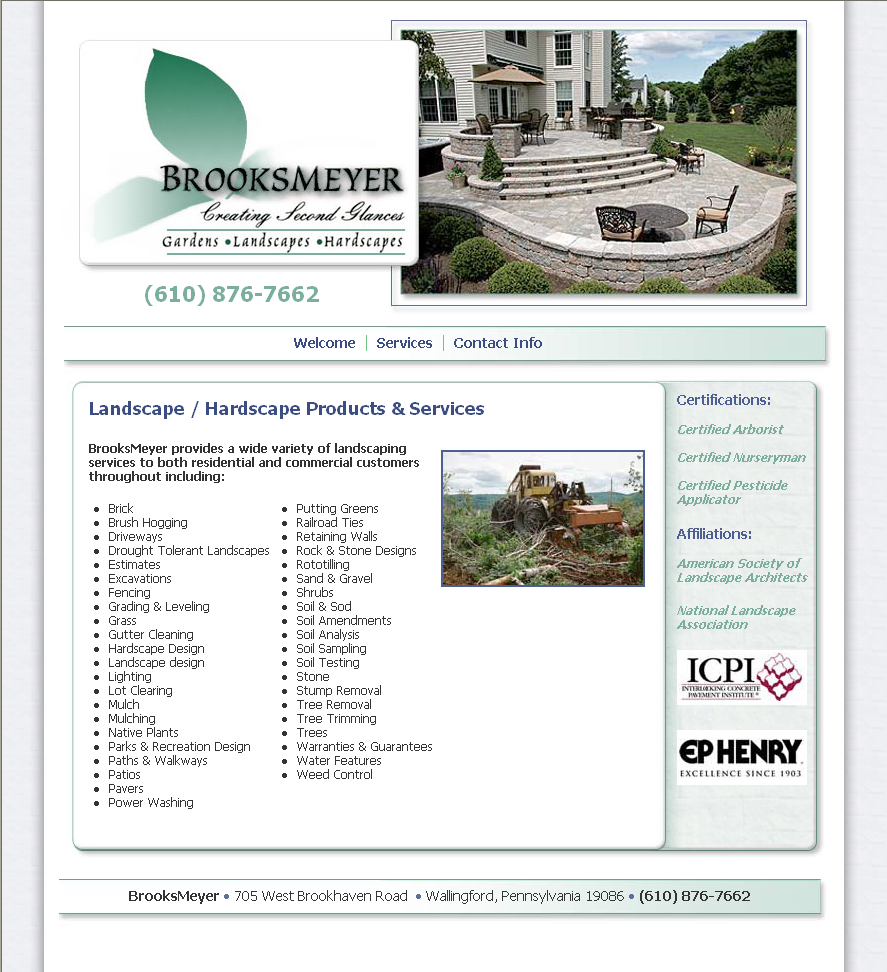 BROOKSMEYER
Creating Second Glances
Gardens • Landscapes • Hardscapes
(610) 876-7662
Welcome | Services | Contact Info
Landscape / Hardscape Products & Services
BrooksMeyer provides a wide variety of landscaping
services to both residential and commercial customers
throughout including:
• Brick
• Brush Hogging
• Driveways
• Drought Tolerant Landscapes
• Estimates
• Excavations
• Fencing
• Grading & Leveling
• Grass
• Gutter Cleaning
• Hardscape Design
• Landscape design
• Lighting
• Lot Clearing
• Mulch
• Mulching
• Native Plants
• Parks & Recreation Design
• Paths & Walkways
• Patios
• Pavers
• Power Washing
• Putting Greens
• Railroad Ties
• Retaining Walls
• Rock & Stone Designs
• Rototilling
• Sand & Gravel
• Shrubs
• Soil & Sod
• Soil Amendments
• Soil Analysis
• Soil Sampling
• Soil Testing
• Stone
• Stump Removal
• Tree Removal
• Tree Trimming
• Trees
• Warranties & Guarantees
• Water Features
• Weed Control
Certifications:
Certified Arborist
Certified Nurseryman
Certified Pesticide
Applicator
Affiliations:
American Society of
Landscape Architects
National Landscape
Association
ICPI
INTERLOCKING CONCRETE
PAVEMENT INSTITUTE®
EP HENRY
EXCELLENCE SINCE 1903
BrooksMeyer • 705 West Brookhaven Road • Wallingford, Pennsylvania 19086 • (610) 876-7662